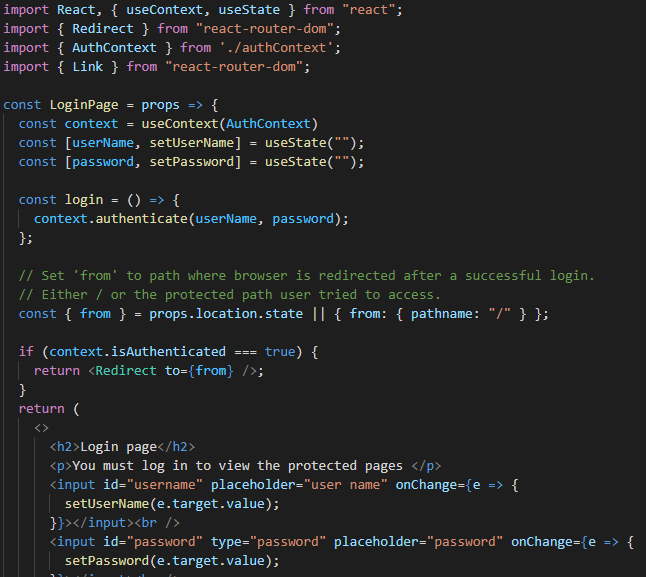 import React, { useContext, useState } from "react";
import { Redirect } from "react-router-dom";
import { AuthContext } from './authContext';
import { Link } from "react-router-dom";

const LoginPage = props => {
  const context = useContext(AuthContext)
  const [userName, setUserName] = useState("");
  const [password, setPassword] = useState("");

  const login = () => {
    context.authenticate(userName, password);
  };

  // Set 'from' to path where browser is redirected after a successful login.
  // Either / or the protected path user tried to access.
  const { from } = props.location.state || { from: { pathname: "/" } };

  if (context.isAuthenticated === true) {
    return <Redirect to={from} />;
  }
  return (
    <>
      <h2>Login page</h2>
      <p>You must log in to view the protected pages </p>
      <input id="username" placeholder="user name" onChange={e => {
        setUserName(e.target.value);
      }}></input><br />
      <input id="password" type="password" placeholder="password" onChange={e => {
        setPassword(e.target.value);
      }}></input><br />